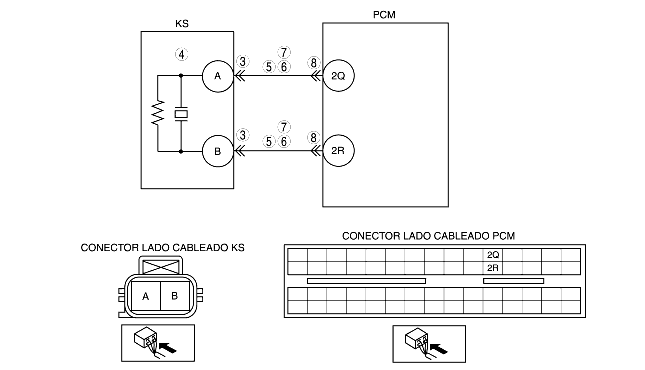 KS
PCM
4
3
7
5 6
8
A
2Q
3
7
5 6
8
B
2R
CONECTOR LADO CABLEADO KS
A B
CONECTOR LADO CABLEADO PCM
2Q
2R